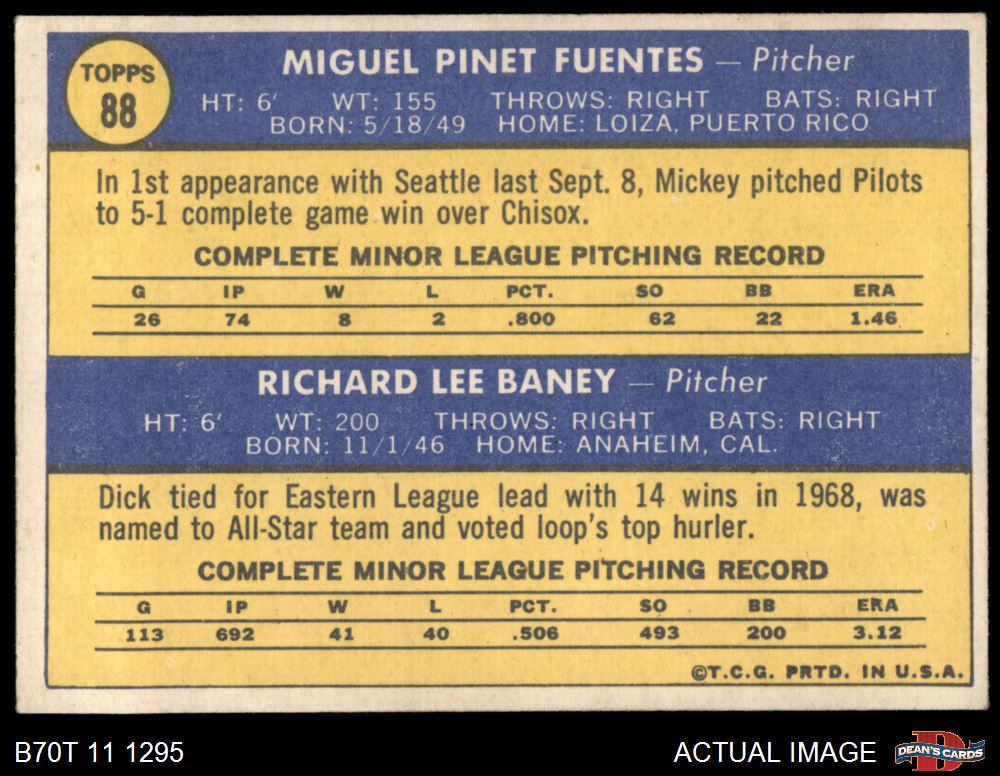 TOPPS
88
MIGUEL PINET FUENTES — Pitcher
HT: 6' WT: 155 THROWS: RIGHT BATS: RIGHT
BORN: 5/18/49 HOME: LOIZA, PUERTO RICO
In 1st appearance with Seattle last Sept. 8, Mickey pitched Pilots
to 5-1 complete game win over Chisox.
COMPLETE MINOR LEAGUE PITCHING RECORD
G IP W L PCT. SO BB ERA
26 74 8 2 .800 62 22 1.46
RICHARD LEE BANEY — Pitcher
HT: 6' WT: 200 THROWS: RIGHT BATS: RIGHT
BORN: 11/1/46 HOME: ANAHEIM, CAL.
Dick tied for Eastern League lead with 14 wins in 1968, was
named to All-Star team and voted loop's top hurler.
COMPLETE MINOR LEAGUE PITCHING RECORD
G IP W L PCT. SO BB ERA
113 692 41 40 .506 493 200 3.12
©T.C.G. PRTD. IN U.S.A.
B70T 11 1295
ACTUAL IMAGE
DEAN'S CARDS